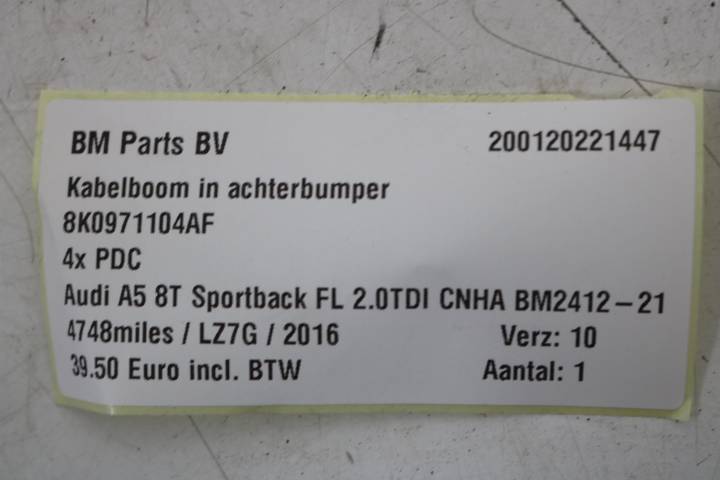 BM Parts BV 200120221447
Kabelboom in achterbumper
8K0971104AF
4x PDC
Audi A5 8T Sportback FL 2.0TDI CNHA BM2412-21
4748miles / LZ7G / 2016 Verz: 10
39.50 Euro incl. BTW Aantal: 1